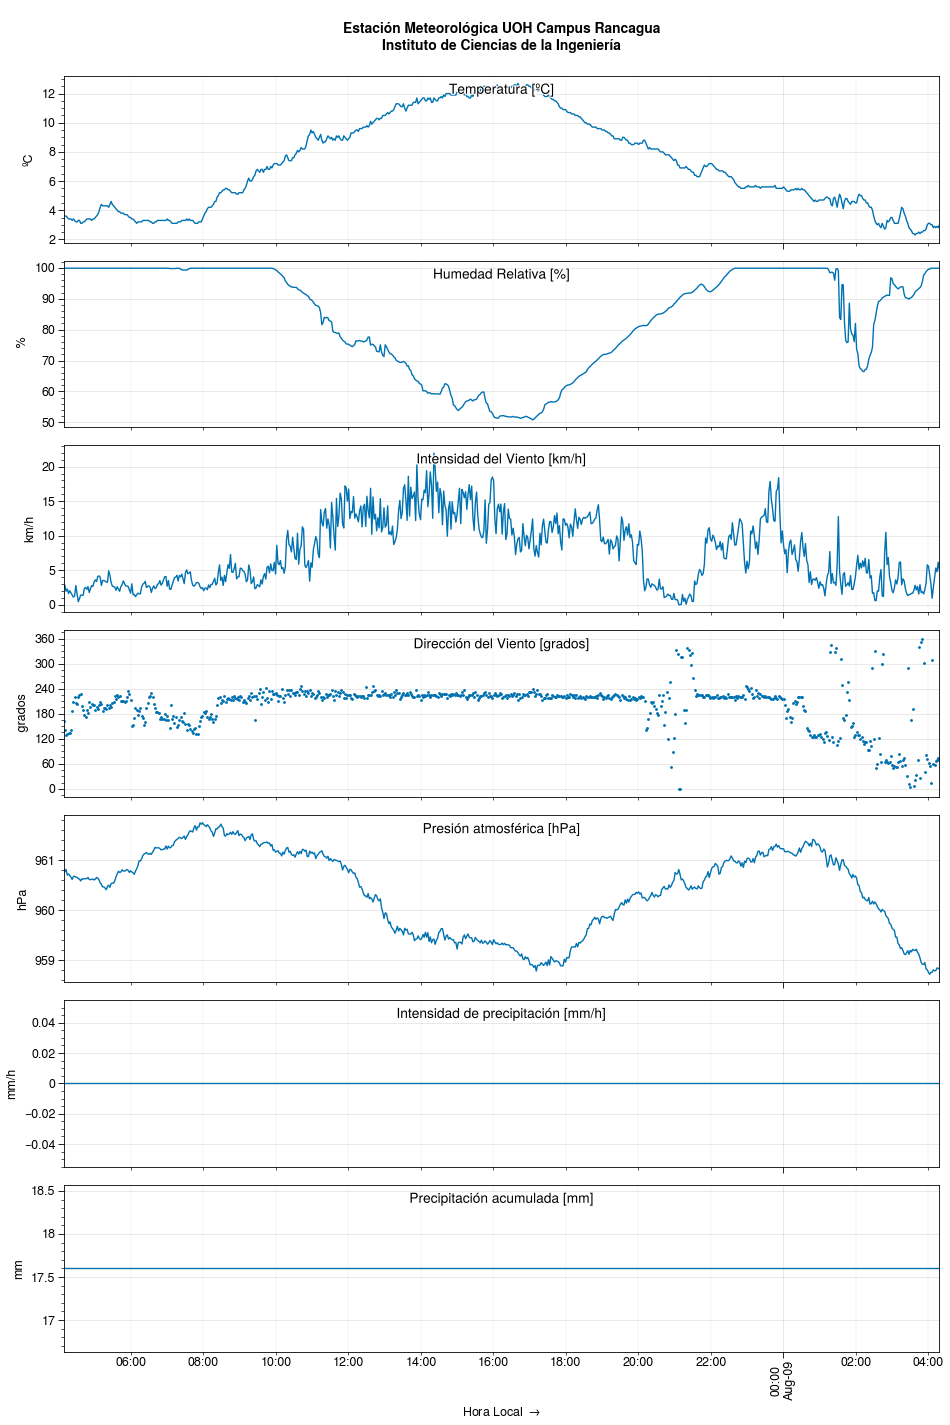 Estación Meteorológica UOH Campus Rancagua
Instituto de Ciencias de la Ingeniería
Temperatura [ºC]
ºC
12
10
8
6
4
2
Humedad Relativa [%]
%
100
90
80
70
60
50
Intensidad del Viento [km/h]
km/h
20
15
10
5
0
Dirección del Viento [grados]
grados
360
300
240
180
120
60
0
Presión atmosférica [hPa]
hPa
961
960
959
Intensidad de precipitación [mm/h]
mm/h
0.04
0.02
0
−0.02
−0.04
Precipitación acumulada [mm]
mm
18.5
18
17.5
17
06:00 08:00 10:00 12:00 14:00 16:00 18:00 20:00 22:00 00:00 02:00 04:00
Aug-09
Hora Local →